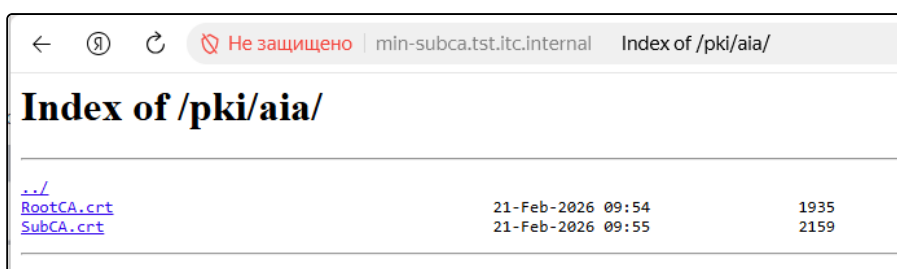 Я Не защищено min-subca.tst.itc.internal Index of /pki/aia/
Index of /pki/aia/
../
RootCA.crt 21-Feb-2026 09:54 1935
SubCA.crt 21-Feb-2026 09:55 2159